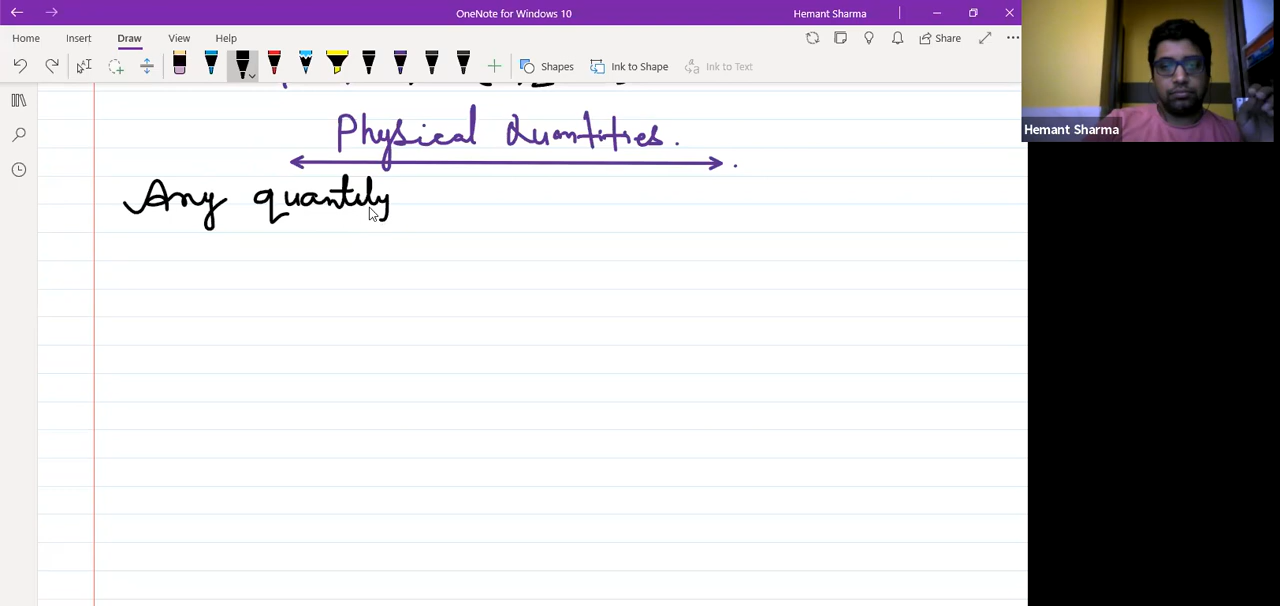 OneNote for Windows 10
Hemant Sharma
Home Insert Draw View Help
Share
Shapes Ink to Shape Ink to Text
Hemant Sharma
Physical Quantities.
Any quantity